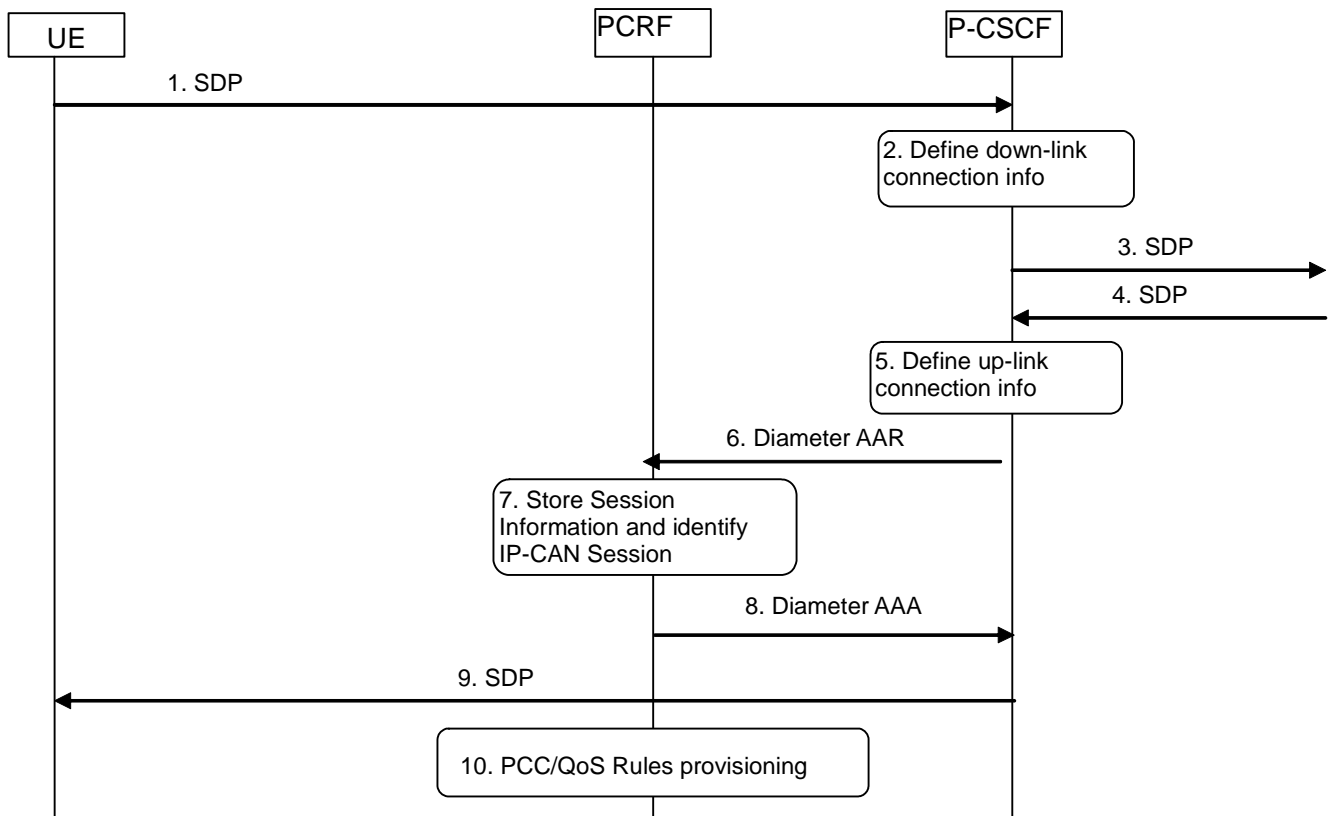 UE
PCRF
P-CSCF
1. SDP
2. Define down-link
connection info
3. SDP
4. SDP
5. Define up-link
connection info
6. Diameter AAR
7. Store Session
Information and identify
IP-CAN Session
8. Diameter AAA
9. SDP
10. PCC/QoS Rules provisioning